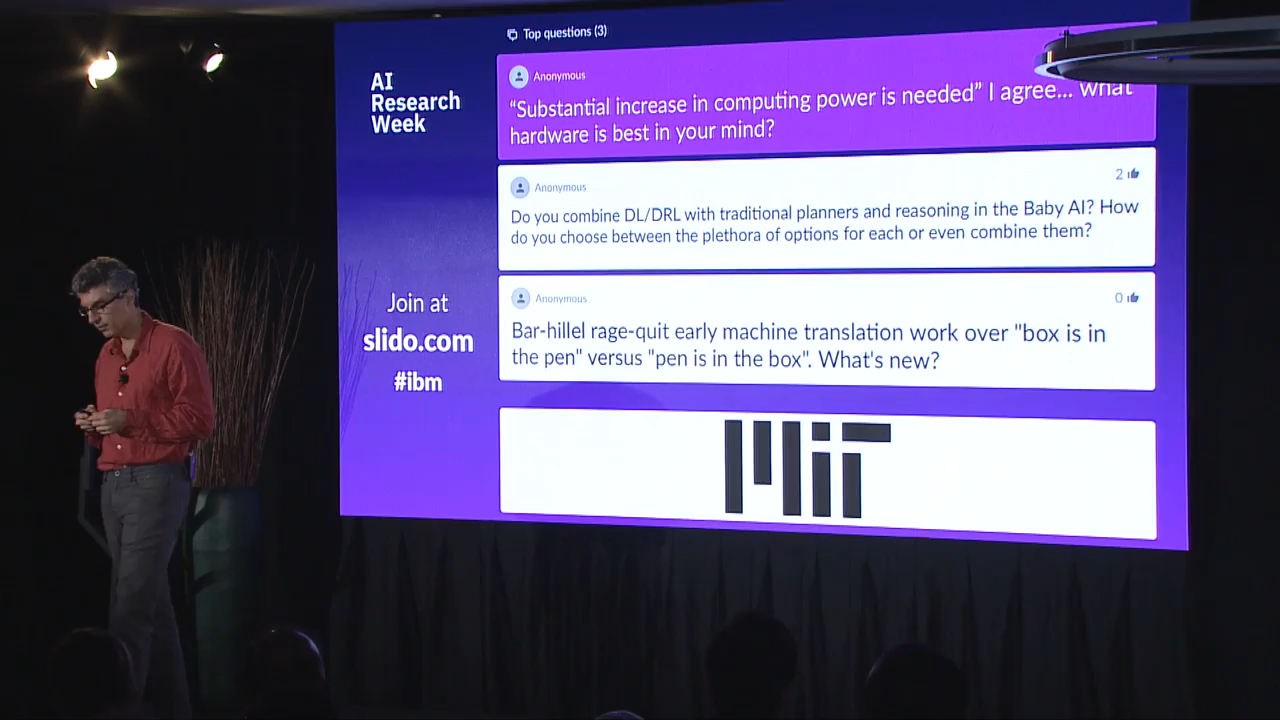 Top questions (3)
AI
Research
Week
Anonymous
“Substantial increase in computing power is needed” I agree... what
hardware is best in your mind?
Anonymous
2
Do you combine DL/DRL with traditional planners and reasoning in the Baby AI? How
do you choose between the plethora of options for each or even combine them?
Anonymous
0
Bar-hillel rage-quit early machine translation work over "box is in
the pen" versus "pen is in the box". What's new?
Join at
slido.com
#ibm
MIT